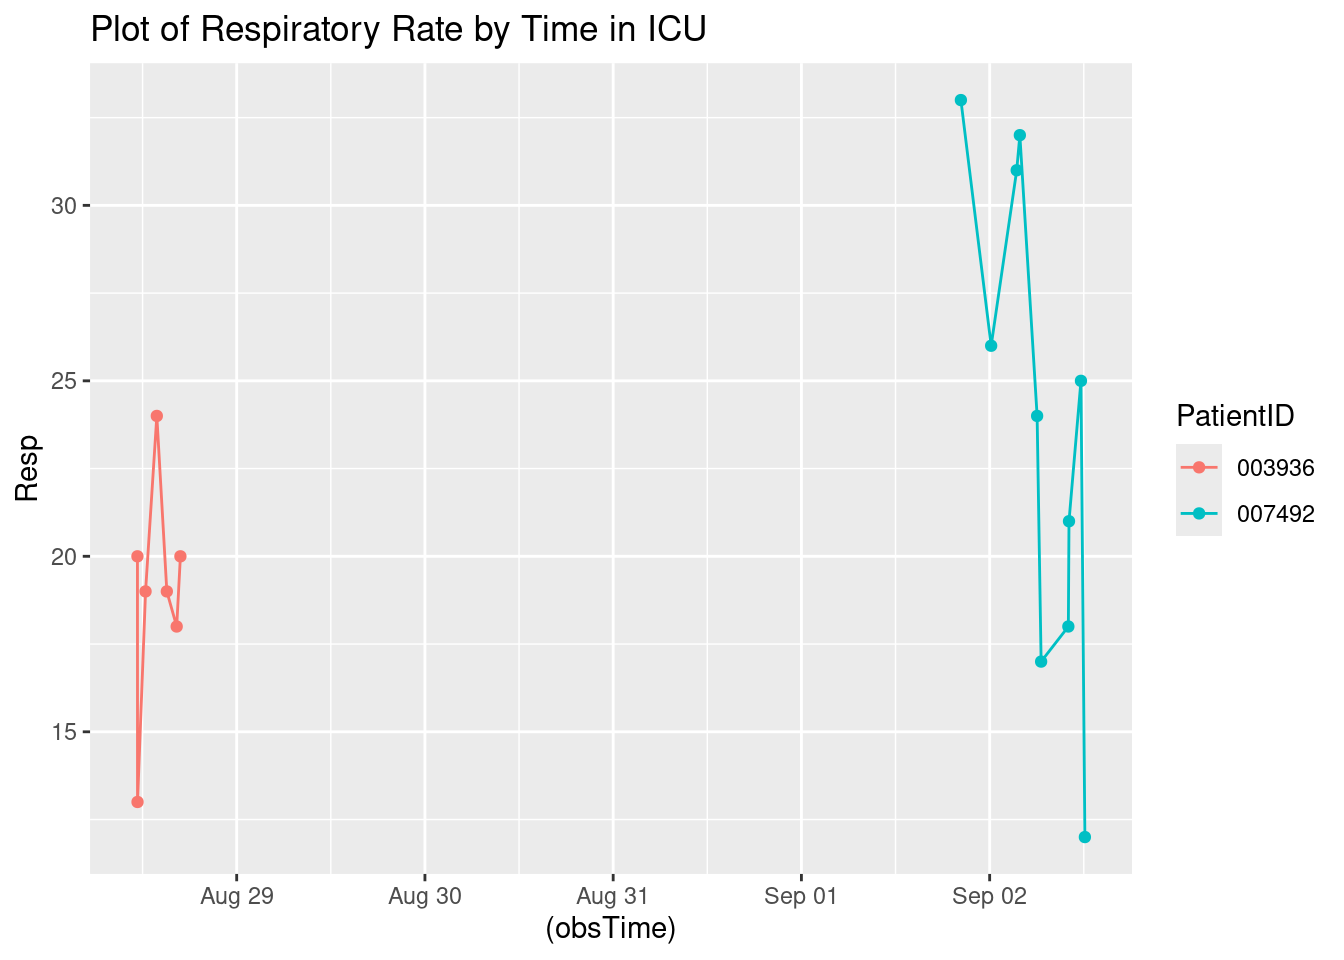 Plot of Respiratory Rate by Time in ICU
Resp
30
25
20
15
Aug 29 Aug 30 Aug 31 Sep 01 Sep 02
(obsTime)
PatientID
003936
007492